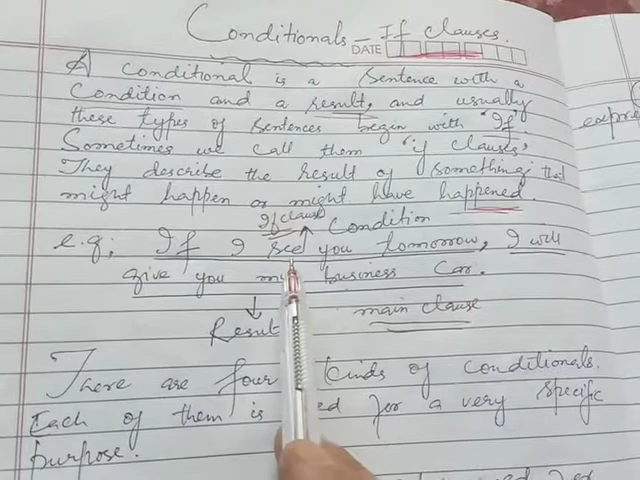 Conditionals - If clauses.
DATE
A conditional is a sentence with a
Condition and a result, and usually
these types of sentences begin with "If".
Sometimes we call them "if clauses"
They describe the result of something that
might happen or might have happened.
If clause
Condition
e.g; If I see you tomorrow, I will
give you business Car.
Result
main clause
There are four kinds of conditionals.
Each of them is for a very specific
purpose.